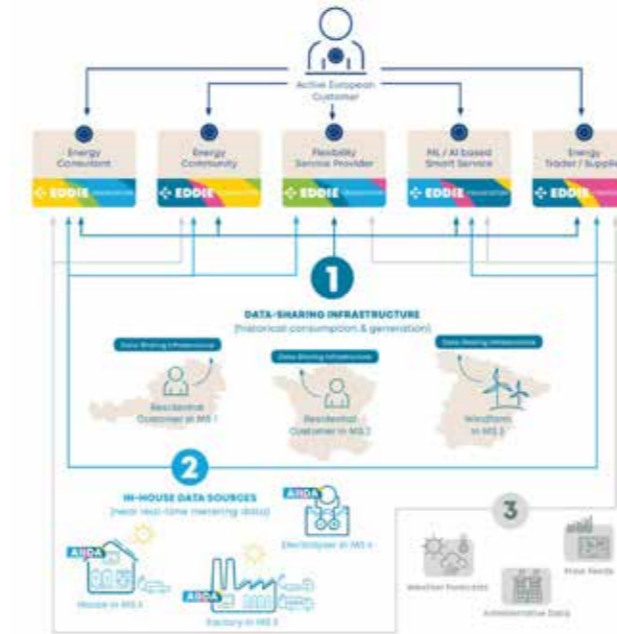 Active European
Customer
Energy
Consultant
EDDIE
Energy
Community
EDDIE
Flexibility
Service Provider
EDDIE
ML / AI based
Smart Service
EDDIE
Energy
Trader / Supplie
EDDIE
1
DATA-SHARING INFRASTRUCTURE
(historical consumption & generation)
Data Sharing Infrastructure
Data Sharing Infrastructure
Data Sharing Infrastructure
Residential
Customer in MS 1
Residential
Customer in MS 2
Windfarm
in MS 3
2
IN-HOUSE DATA SOURCES
(near real-time metering data)
AIIDA
Electrolyser in MS 4
AIIDA
House in MS 5
AIIDA
Factory in MS 5
3
Weather Forecasts
Price Feeds
Administrative Data